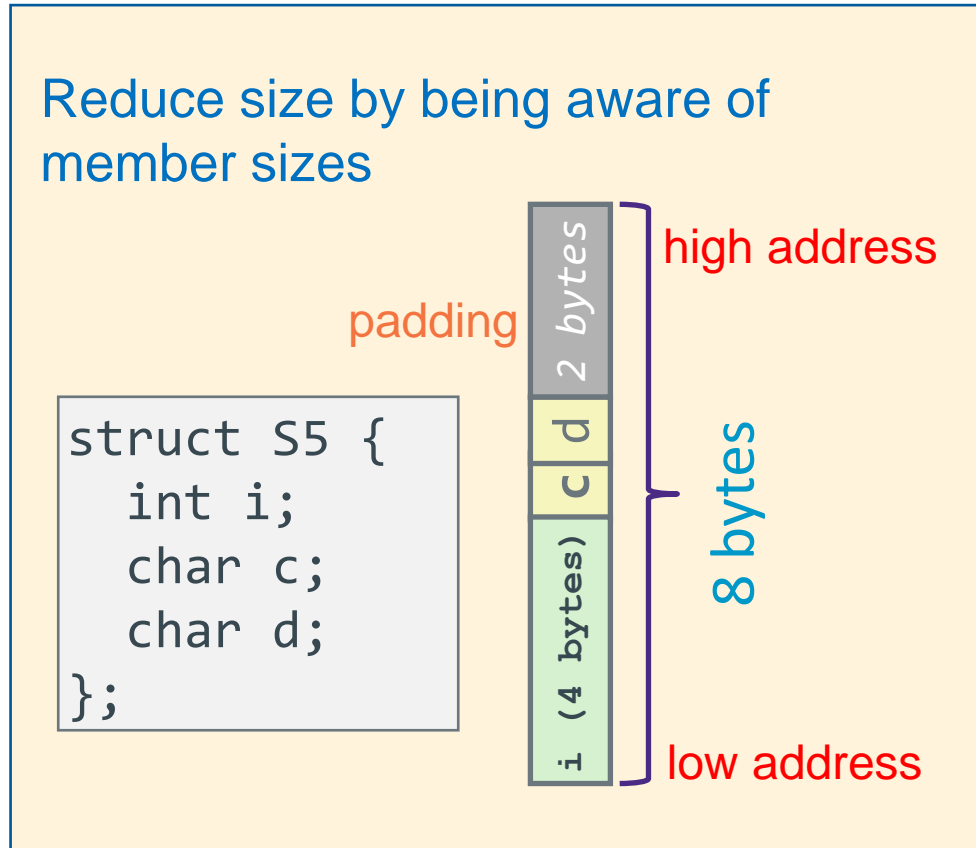 Reduce size by being aware of
member sizes
high address
padding
2 bytes
d
c
i (4 bytes)
8 bytes
low address
struct S5 {
  int i;
  char c;
  char d;
};